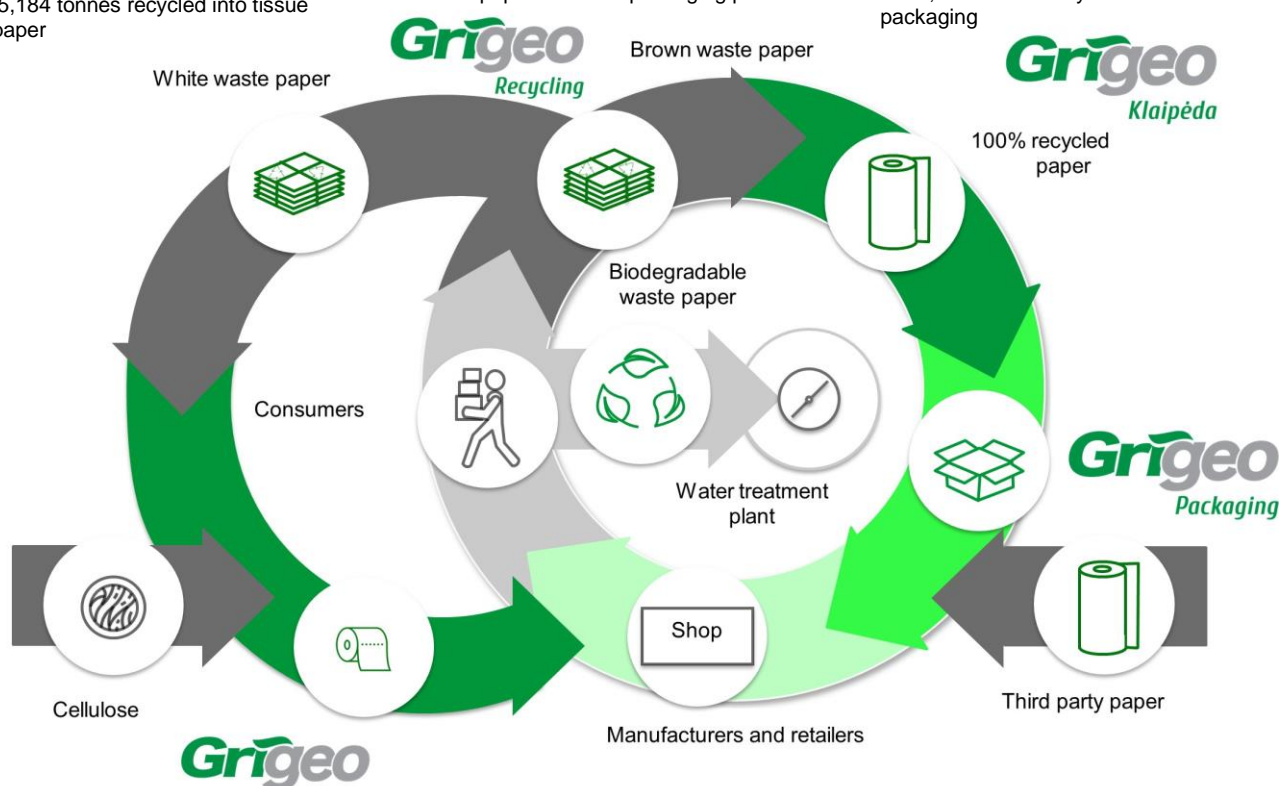 5,184 tonnes recycled into tissue
paper
packaging
Grigeo
Recycling
Brown waste paper
White waste paper
Grigeo
Klaipėda
100% recycled
paper
Biodegradable
waste paper
Consumers
Water treatment
plant
Grigeo
Packaging
Shop
Cellulose
Third party paper
Manufacturers and retailers
Grigeo